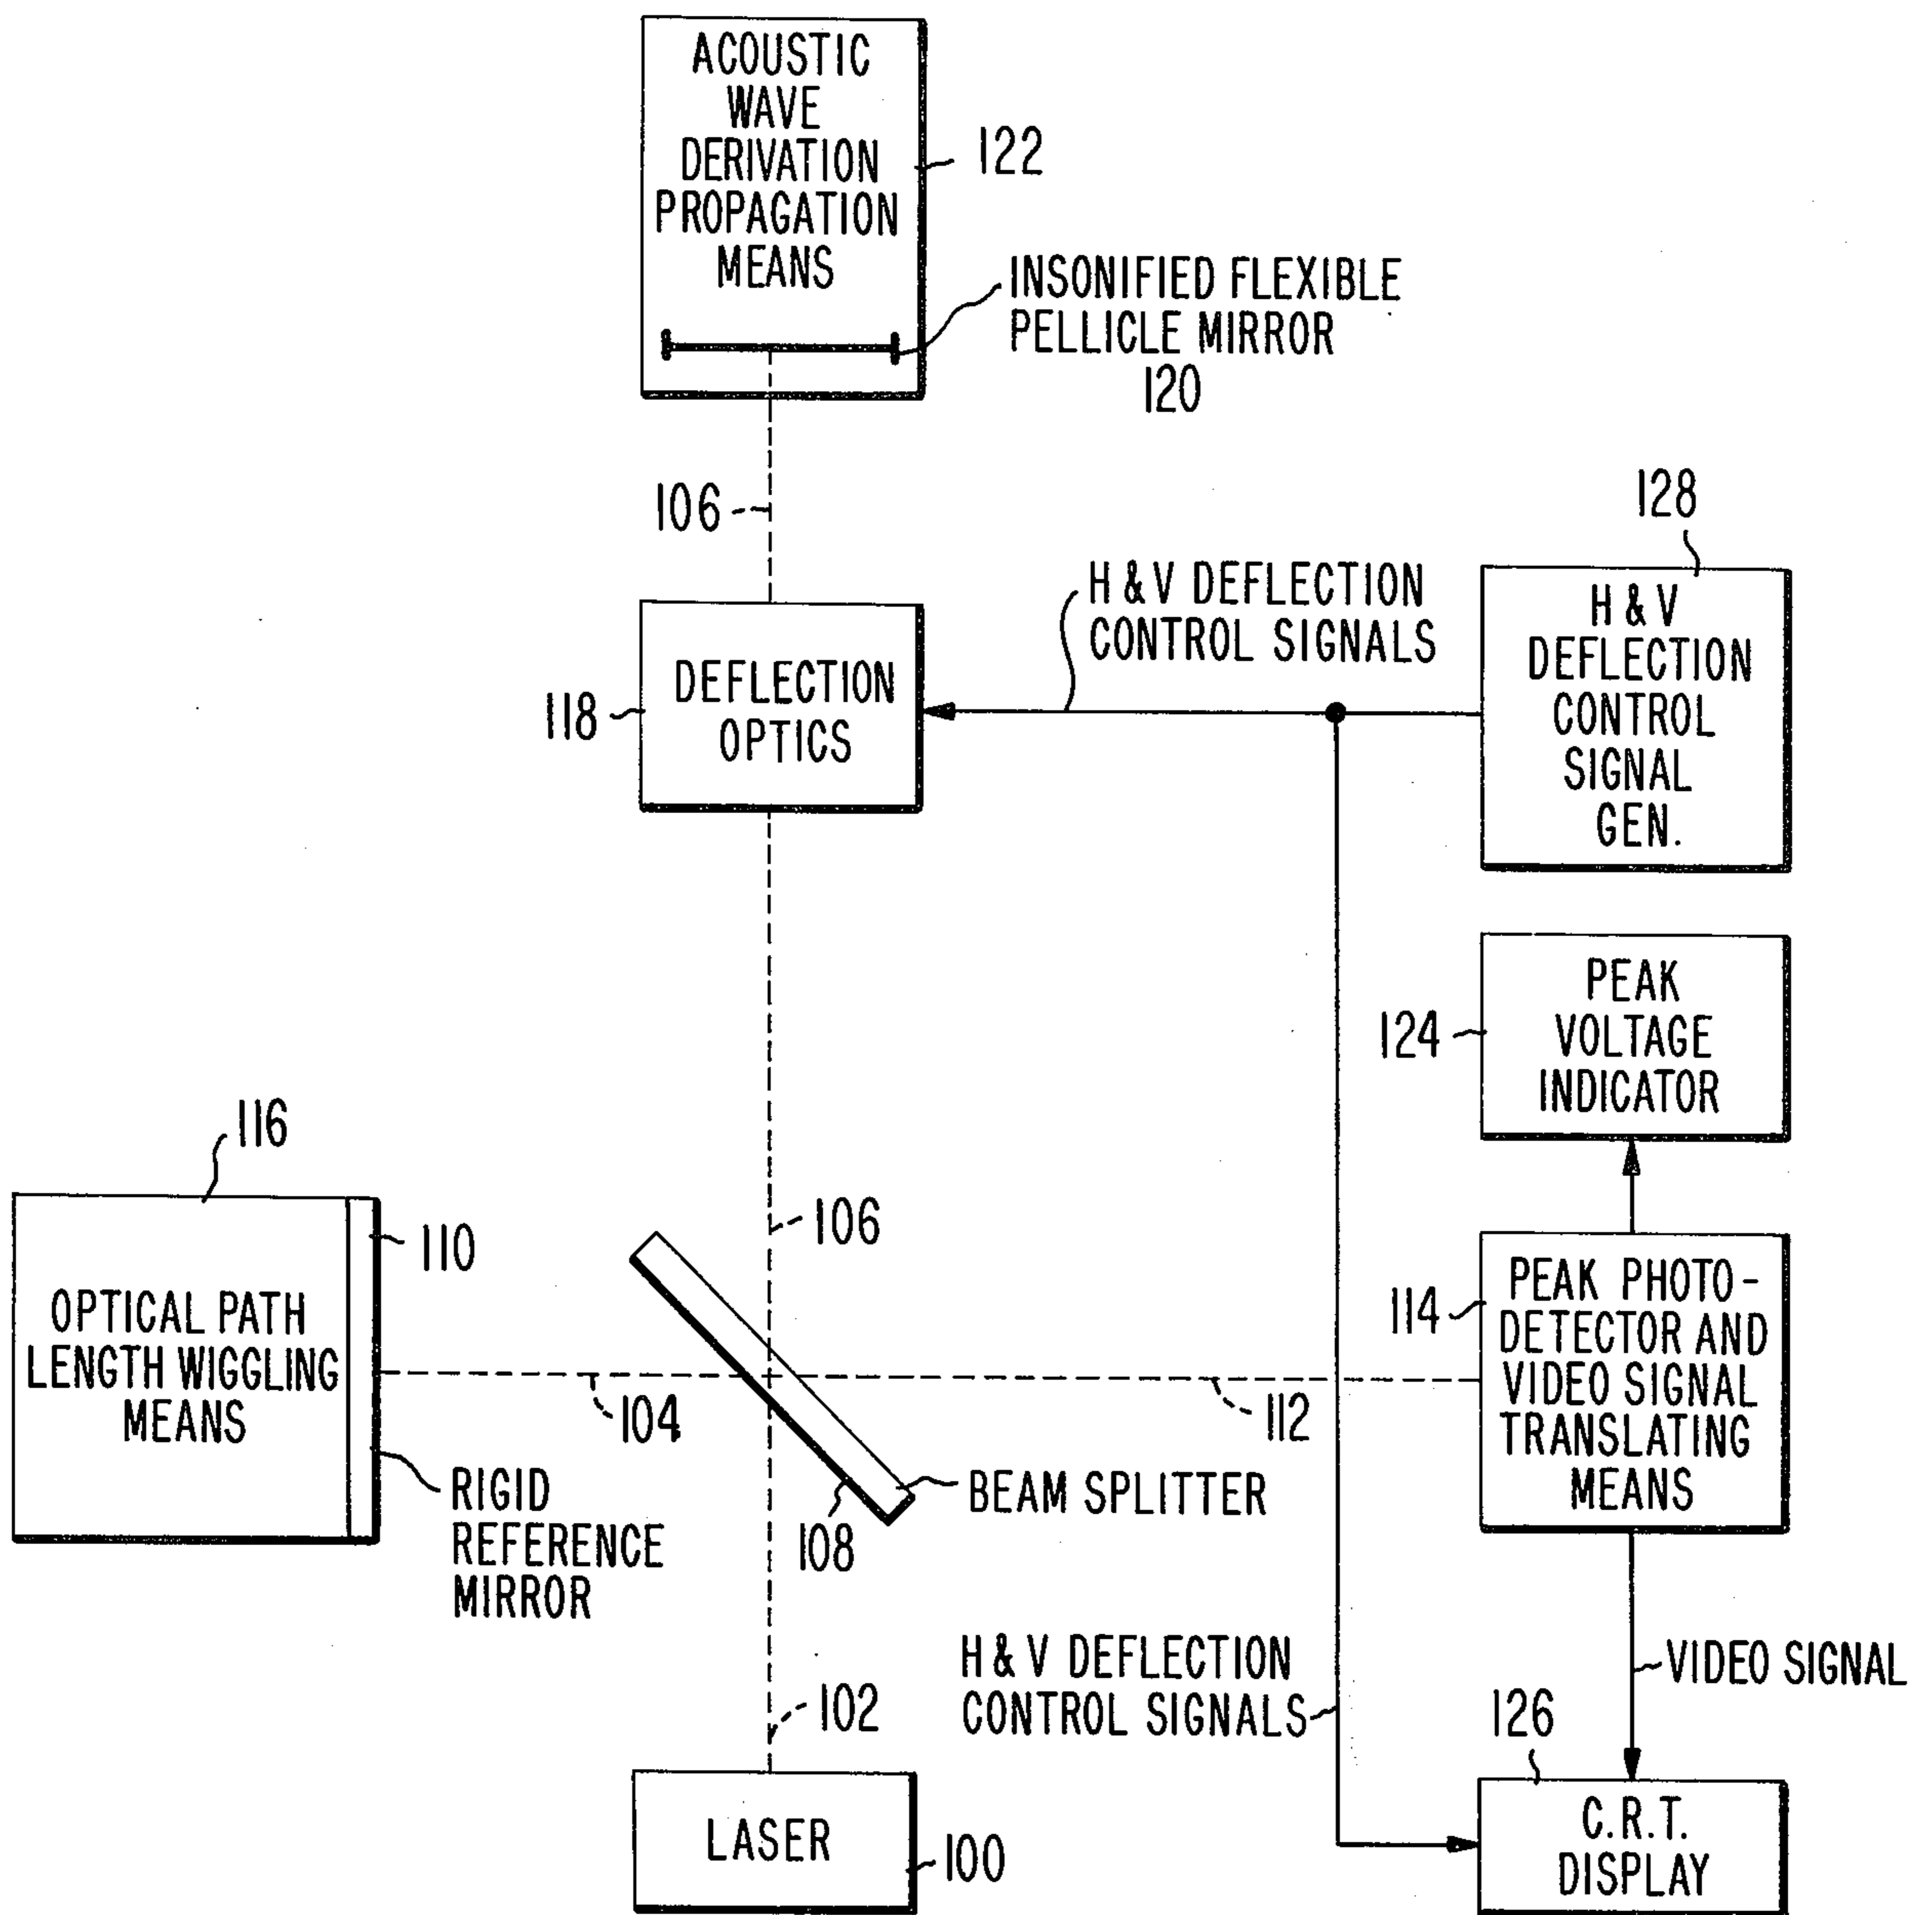 ACOUSTIC
WAVE
DERIVATION
PROPAGATION
MEANS
122
INSONIFIED FLEXIBLE
PELLICLE MIRROR
120
106
128
H & V DEFLECTION
CONTROL SIGNALS
H & V
DEFLECTION
CONTROL
SIGNAL
GEN.
118
DEFLECTION
OPTICS
124
PEAK
VOLTAGE
INDICATOR
116
110
106
OPTICAL PATH
LENGTH WIGGLING
MEANS
104
112
114
PEAK PHOTO-
DETECTOR AND
VIDEO SIGNAL
TRANSLATING
MEANS
RIGID
REFERENCE
MIRROR
108
BEAM SPLITTER
H & V DEFLECTION
CONTROL SIGNALS
VIDEO SIGNAL
102
126
LASER
100
C.R.T.
DISPLAY